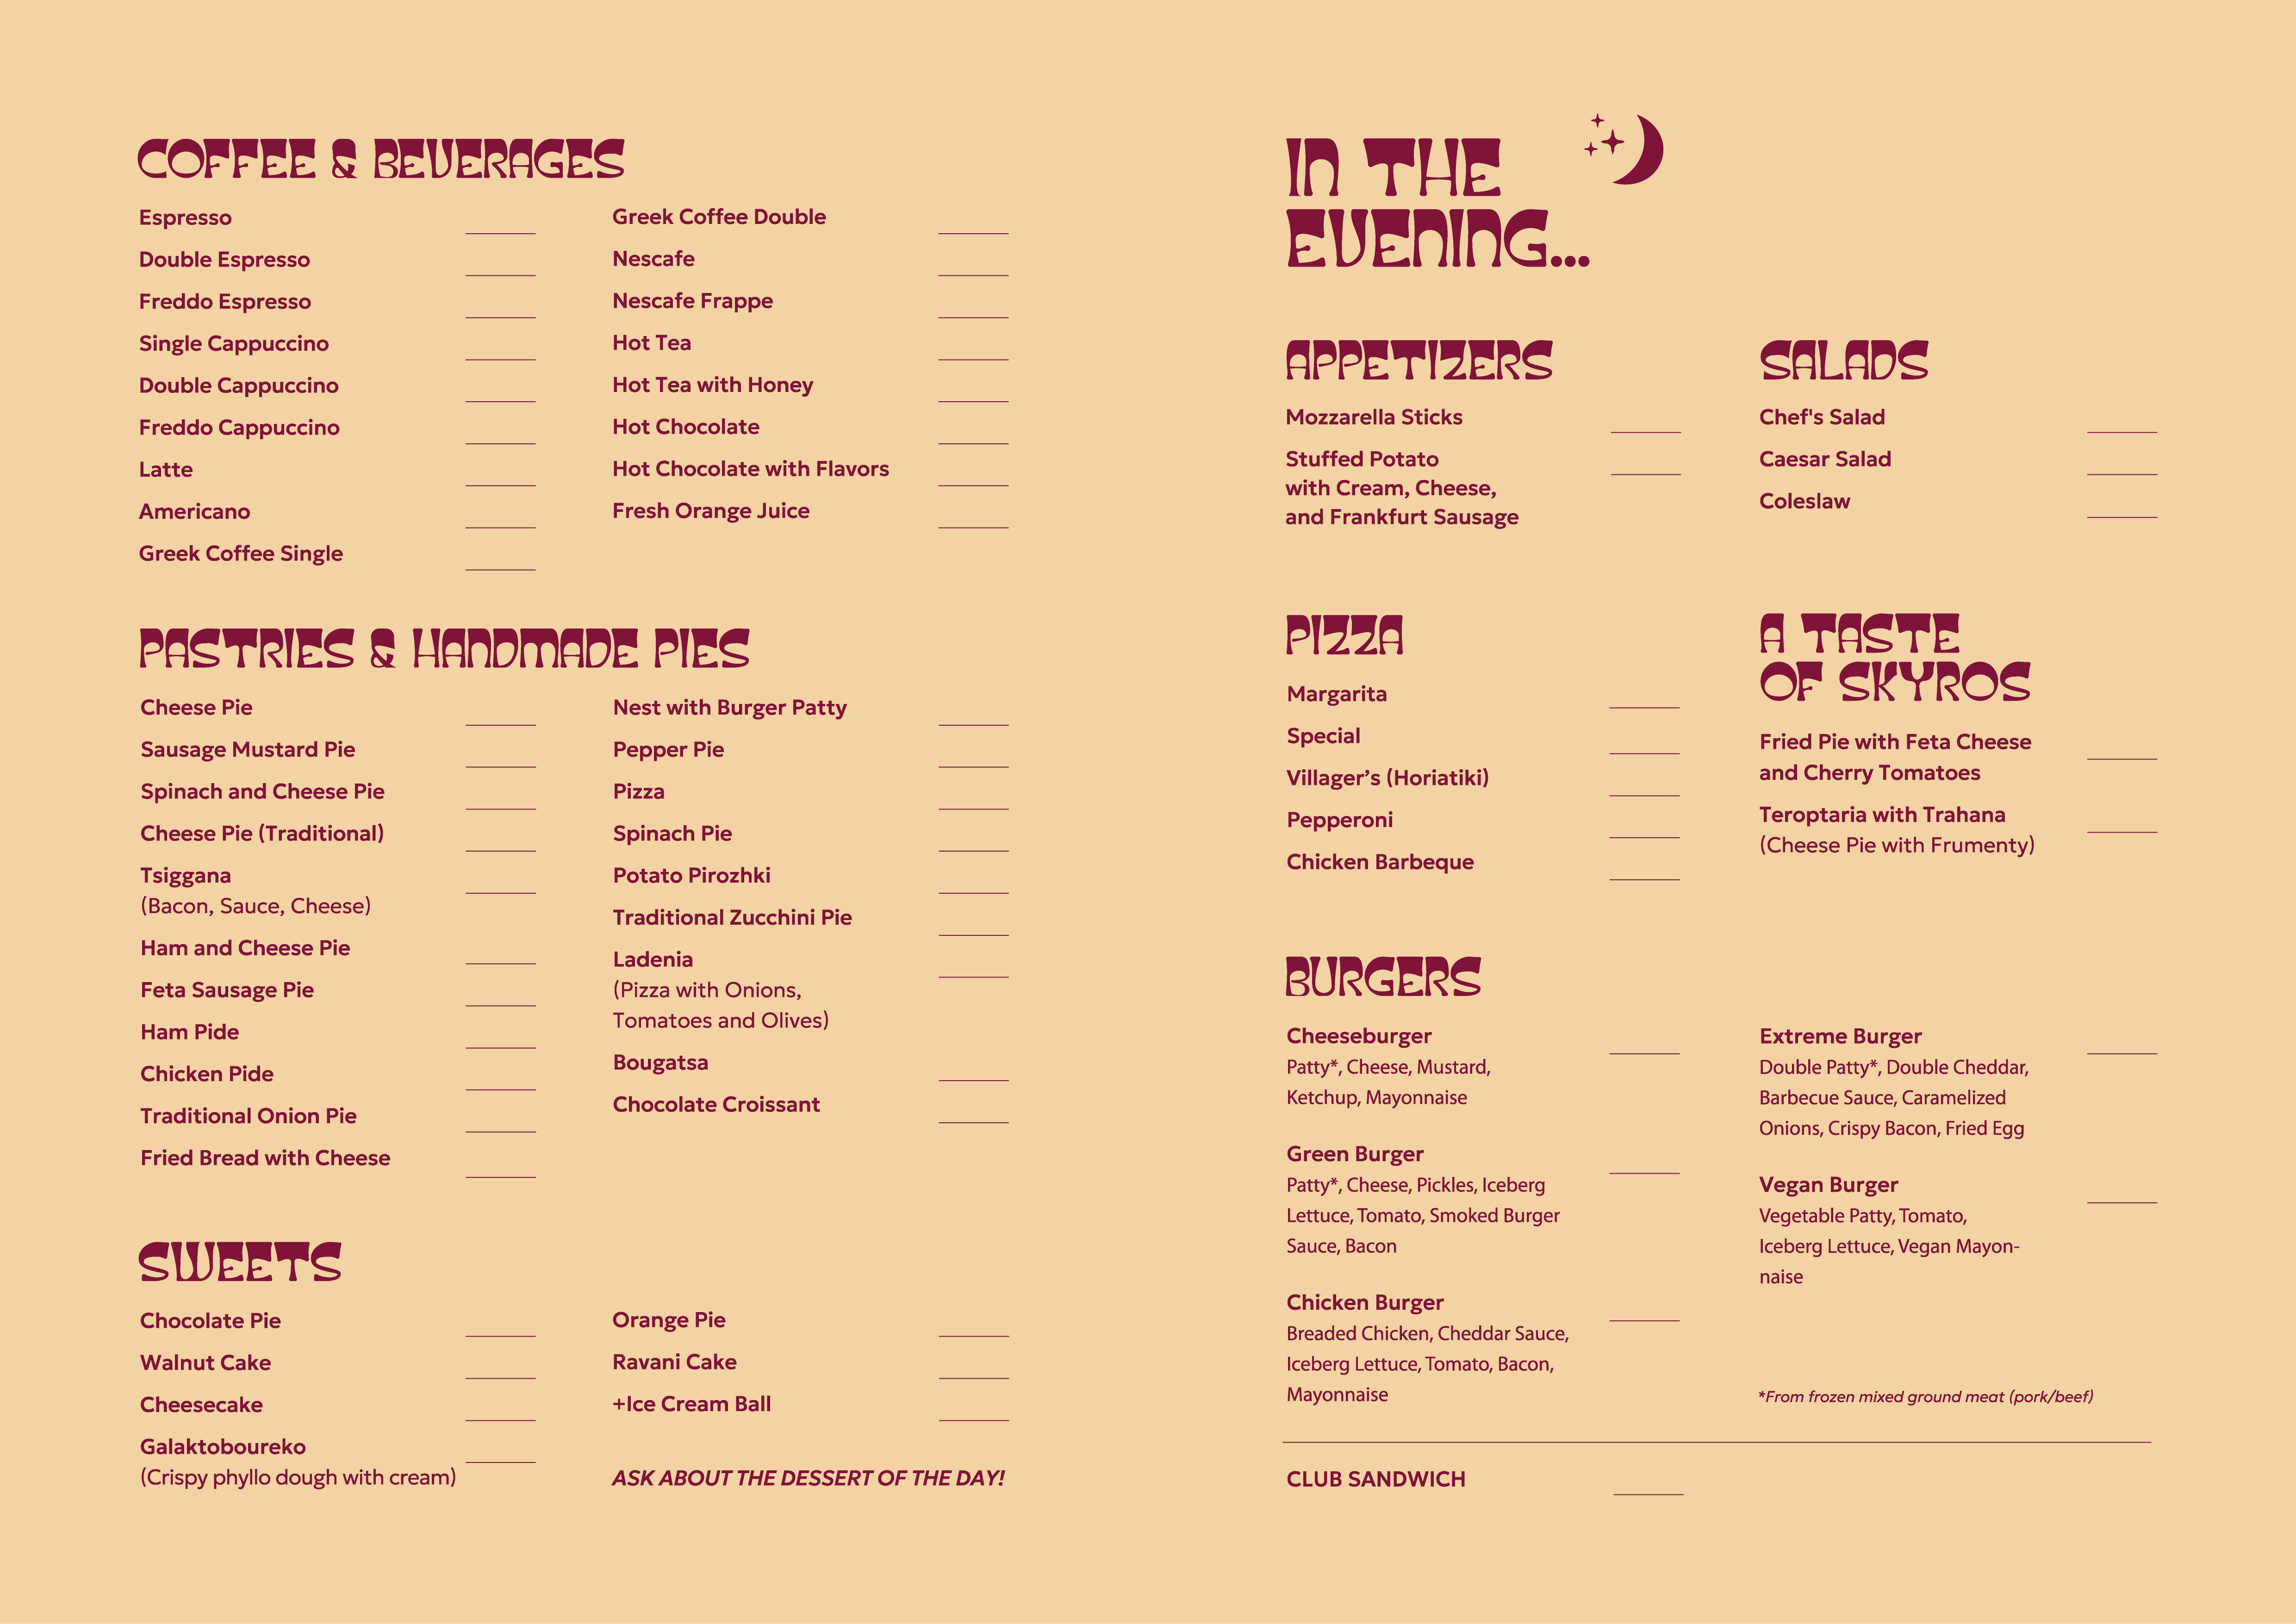 COFFEE & BEVERAGES
Espresso
Double Espresso
Freddo Espresso
Single Cappuccino
Double Cappuccino
Freddo Cappuccino
Latte
Americano
Greek Coffee Single
Greek Coffee Double
Nescafe
Nescafe Frappe
Hot Tea
Hot Tea with Honey
Hot Chocolate
Hot Chocolate with Flavors
Fresh Orange Juice
PASTRIES & HANDMADE PIES
Cheese Pie
Sausage Mustard Pie
Spinach and Cheese Pie
Cheese Pie (Traditional)
Tsiggana
(Bacon, Sauce, Cheese)
Ham and Cheese Pie
Feta Sausage Pie
Ham Pide
Chicken Pide
Traditional Onion Pie
Fried Bread with Cheese
Nest with Burger Patty
Pepper Pie
Pizza
Spinach Pie
Potato Pirozhki
Traditional Zucchini Pie
Ladenia
(Pizza with Onions,
Tomatoes and Olives)
Bougatsa
Chocolate Croissant
SWEETS
Chocolate Pie
Walnut Cake
Cheesecake
Galaktoboureko
(Crispy phyllo dough with cream)
Orange Pie
Ravani Cake
+Ice Cream Ball
ASK ABOUT THE DESSERT OF THE DAY!
IN THE
EVENING...
APPETIZERS
Mozzarella Sticks
Stuffed Potato
with Cream, Cheese,
and Frankfurt Sausage
SALADS
Chef's Salad
Caesar Salad
Coleslaw
PIZZA
Margarita
Special
Villager’s (Horiatiki)
Pepperoni
Chicken Barbeque
A TASTE
OF SKYROS
Fried Pie with Feta Cheese
and Cherry Tomatoes
Teroptaria with Trahana
(Cheese Pie with Frumenty)
BURGERS
Cheeseburger
Patty*, Cheese, Mustard,
Ketchup, Mayonnaise
Green Burger
Patty*, Cheese, Pickles, Iceberg
Lettuce, Tomato, Smoked Burger
Sauce, Bacon
Chicken Burger
Breaded Chicken, Cheddar Sauce,
Iceberg Lettuce, Tomato, Bacon,
Mayonnaise
Extreme Burger
Double Patty*, Double Cheddar,
Barbecue Sauce, Caramelized
Onions, Crispy Bacon, Fried Egg
Vegan Burger
Vegetable Patty, Tomato,
Iceberg Lettuce, Vegan Mayon-
naise
*From frozen mixed ground meat (pork/beef)
CLUB SANDWICH